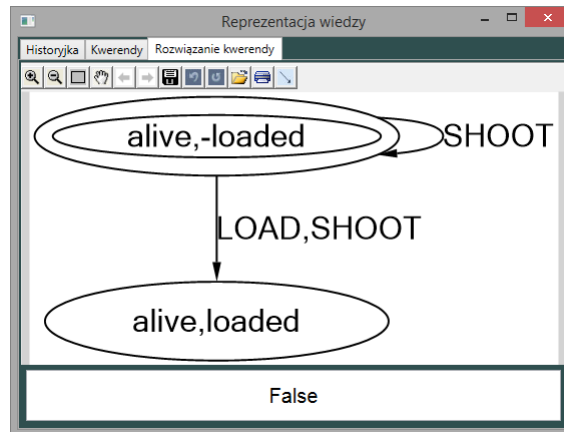 Reprezentacja wiedzy
Historyjka Kwerendy Rozwiązanie kwerendy
alive,-loaded
SHOOT
LOAD,SHOOT
alive,loaded
False